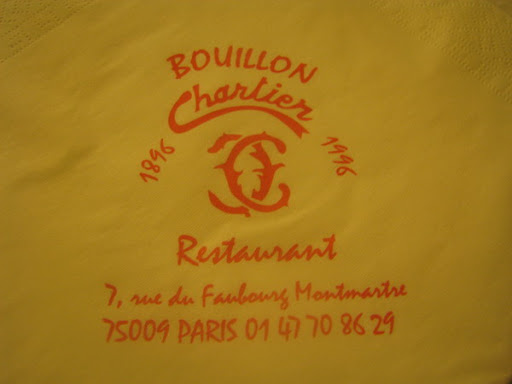 BOUILLON
Chartier
1896 1996
Restaurant
7, rue du Faubourg Montmartre
75009 PARIS 01 47 70 86 29